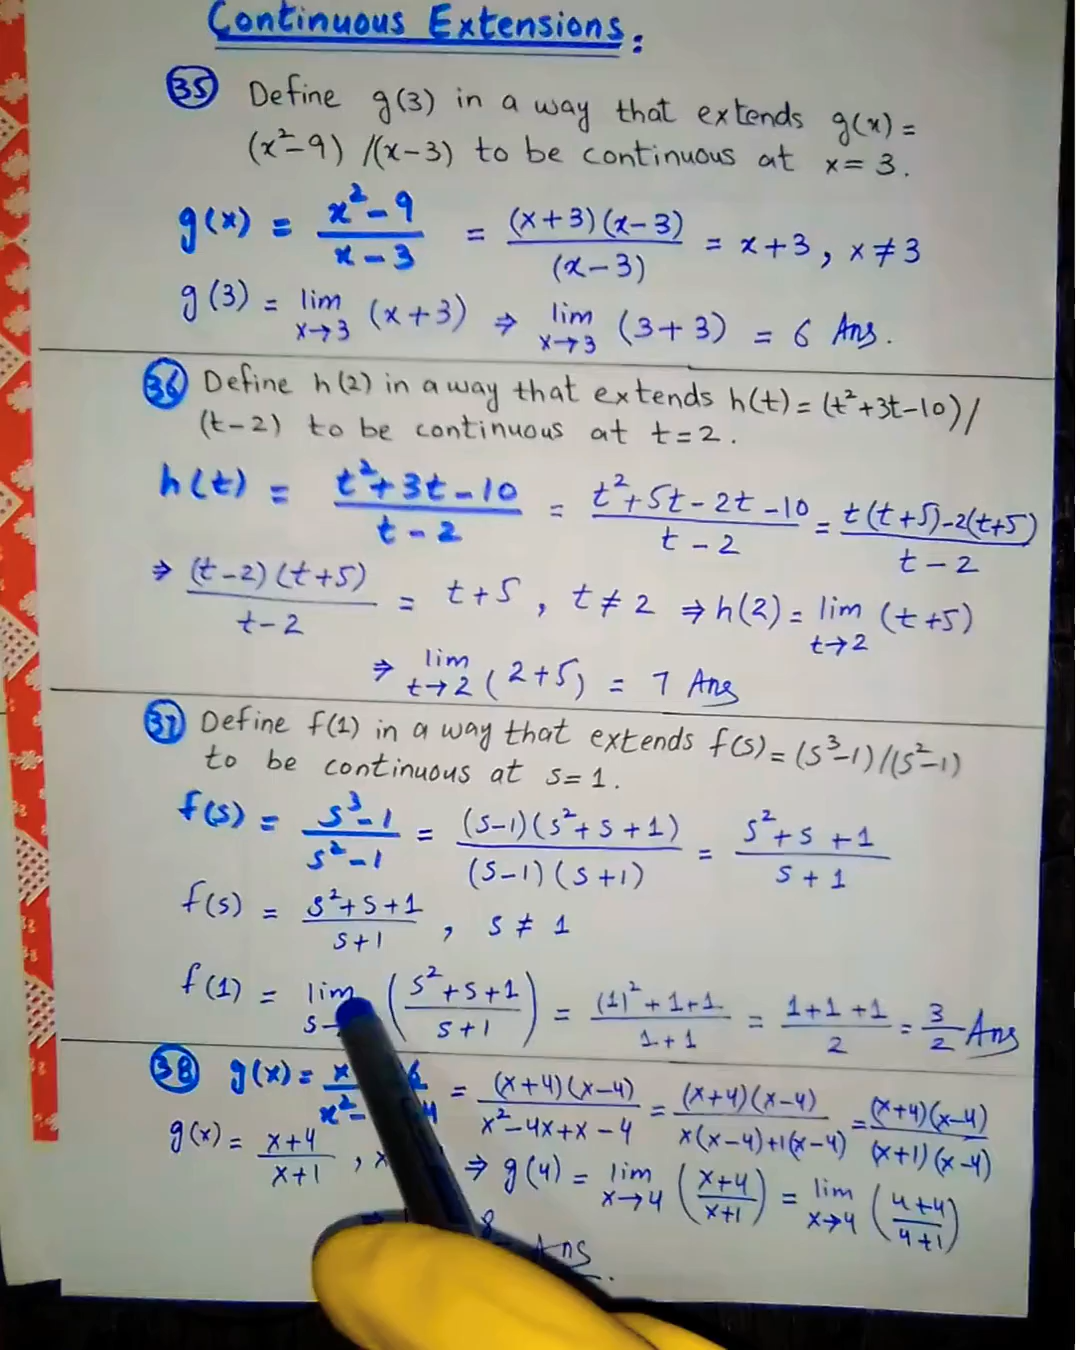 Continuous Extensions:
35 Define g(3) in a way that extends g(x) =
(x²-9) /(x-3) to be continuous at x = 3.
g(x) = x²-9 / x-3 = (x+3)(x-3) / (x-3) = x+3, x≠3
g(3) = lim x→3 (x+3) ⇒ lim x→3 (3+3) = 6 Ans.
36 Define h(2) in a way that extends h(t) = (t²+3t-10)/
(t-2) to be continuous at t=2.
h(t) = t²+3t-10 / t-2 = t²+5t-2t-10 / t-2 = t(t+5)-2(t+5) / t-2
⇒ (t-2)(t+5) / t-2 = t+5, t≠2 ⇒ h(2) = lim t→2 (t+5)
⇒ lim t→2 (2+5) = 7 Ans
37 Define f(1) in a way that extends f(s) = (s³-1)/(s²-1)
to be continuous at s=1.
f(s) = s³-1 / s²-1 = (s-1)(s²+s+1) / (s-1)(s+1) = s²+s+1 / s+1
f(s) = s²+s+1 / s+1, s≠1
f(1) = lim s→ (s²+s+1 / s+1) = (1)²+1+1 / 1+1 = 1+1+1 / 2 = 3/2 Ans
38 g(x) = x 6 / x²- 4 = (x+4)(x-4) / x²-4x+x-4 = (x+4)(x-4) / x(x-4)+1(x-4) = (x+4)(x-4) / (x+1)(x-4)
g(x) = x+4 / x+1, x ⇒ g(4) = lim x→4 (x+4 / x+1) = lim x→4 (4+4 / 4+1)
8 Ans.